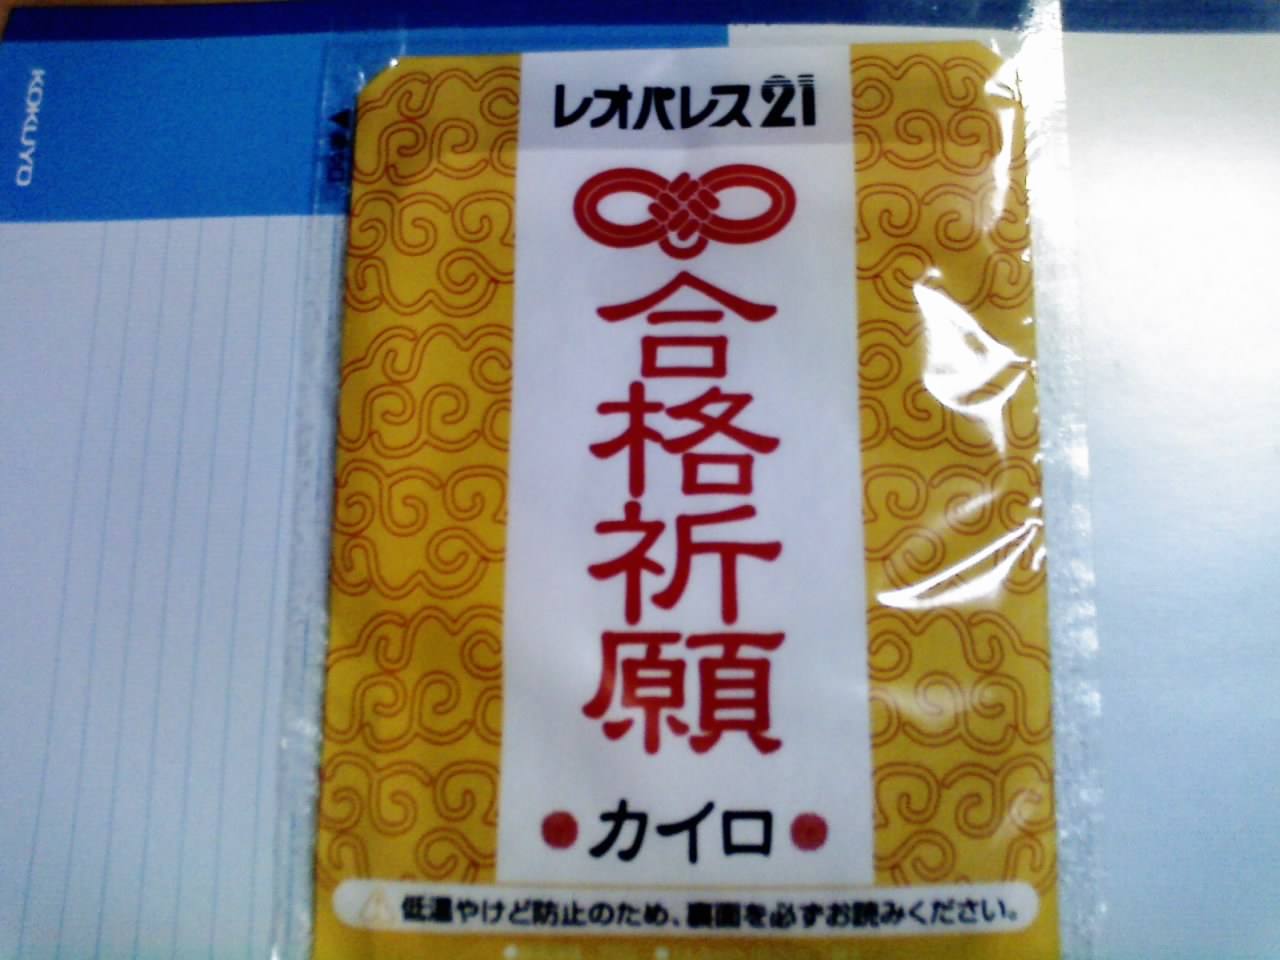 KOKUYO
レオパレス21
合格祈願
カイロ
低温やけど防止のため、裏面を必ずお読みください。